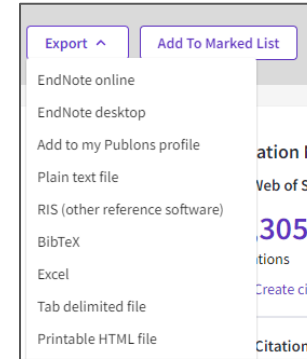 Export
Add To Marked List
EndNote online
EndNote desktop
Add to my Publons profile
ation
Plain text file
Web of S
RIS (other reference software)
,305
BibTeX
tions
Excel
Create ci
Tab delimited file
Printable HTML file
Citation